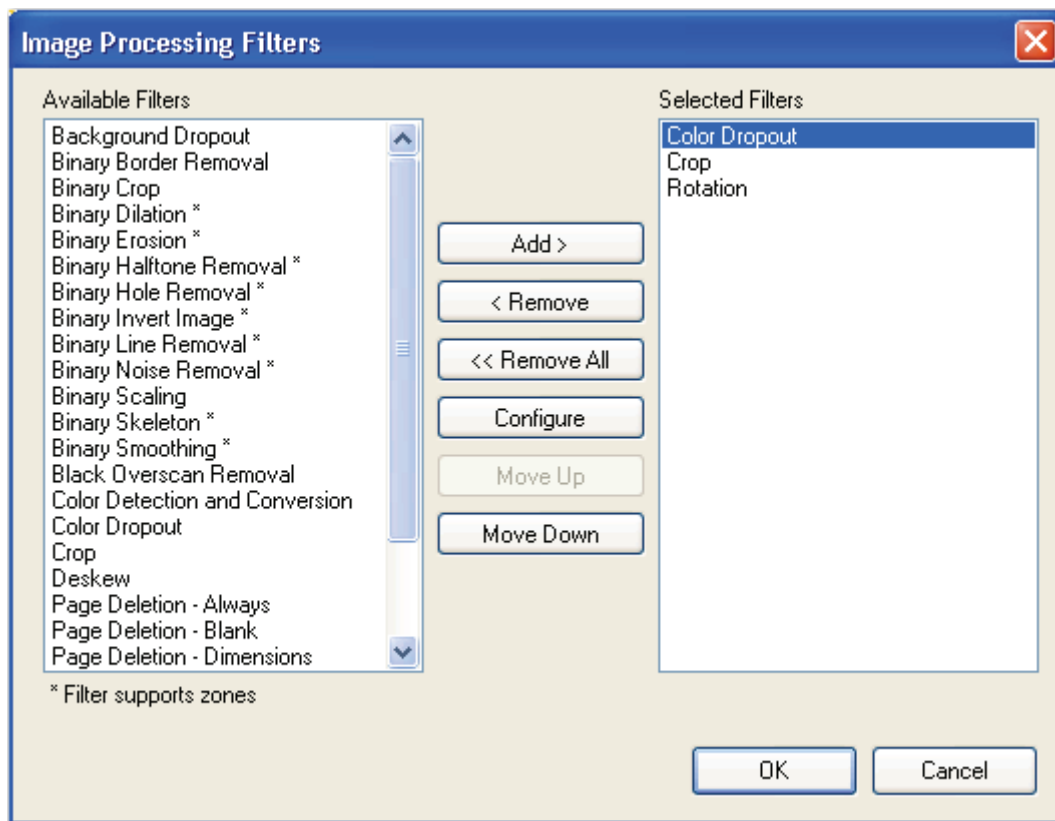 Image Processing Filters
Available Filters
Background Dropout
Binary Border Removal
Binary Crop
Binary Dilation *
Binary Erosion *
Binary Halftone Removal *
Binary Hole Removal *
Binary Invert Image *
Binary Line Removal *
Binary Noise Removal *
Binary Scaling
Binary Skeleton *
Binary Smoothing *
Black Overscan Removal
Color Detection and Conversion
Color Dropout
Crop
Deskew
Page Deletion - Always
Page Deletion - Blank
Page Deletion - Dimensions
* Filter supports zones
Add >
< Remove
<< Remove All
Configure
Move Up
Move Down
Selected Filters
Color Dropout
Crop
Rotation
OK
Cancel